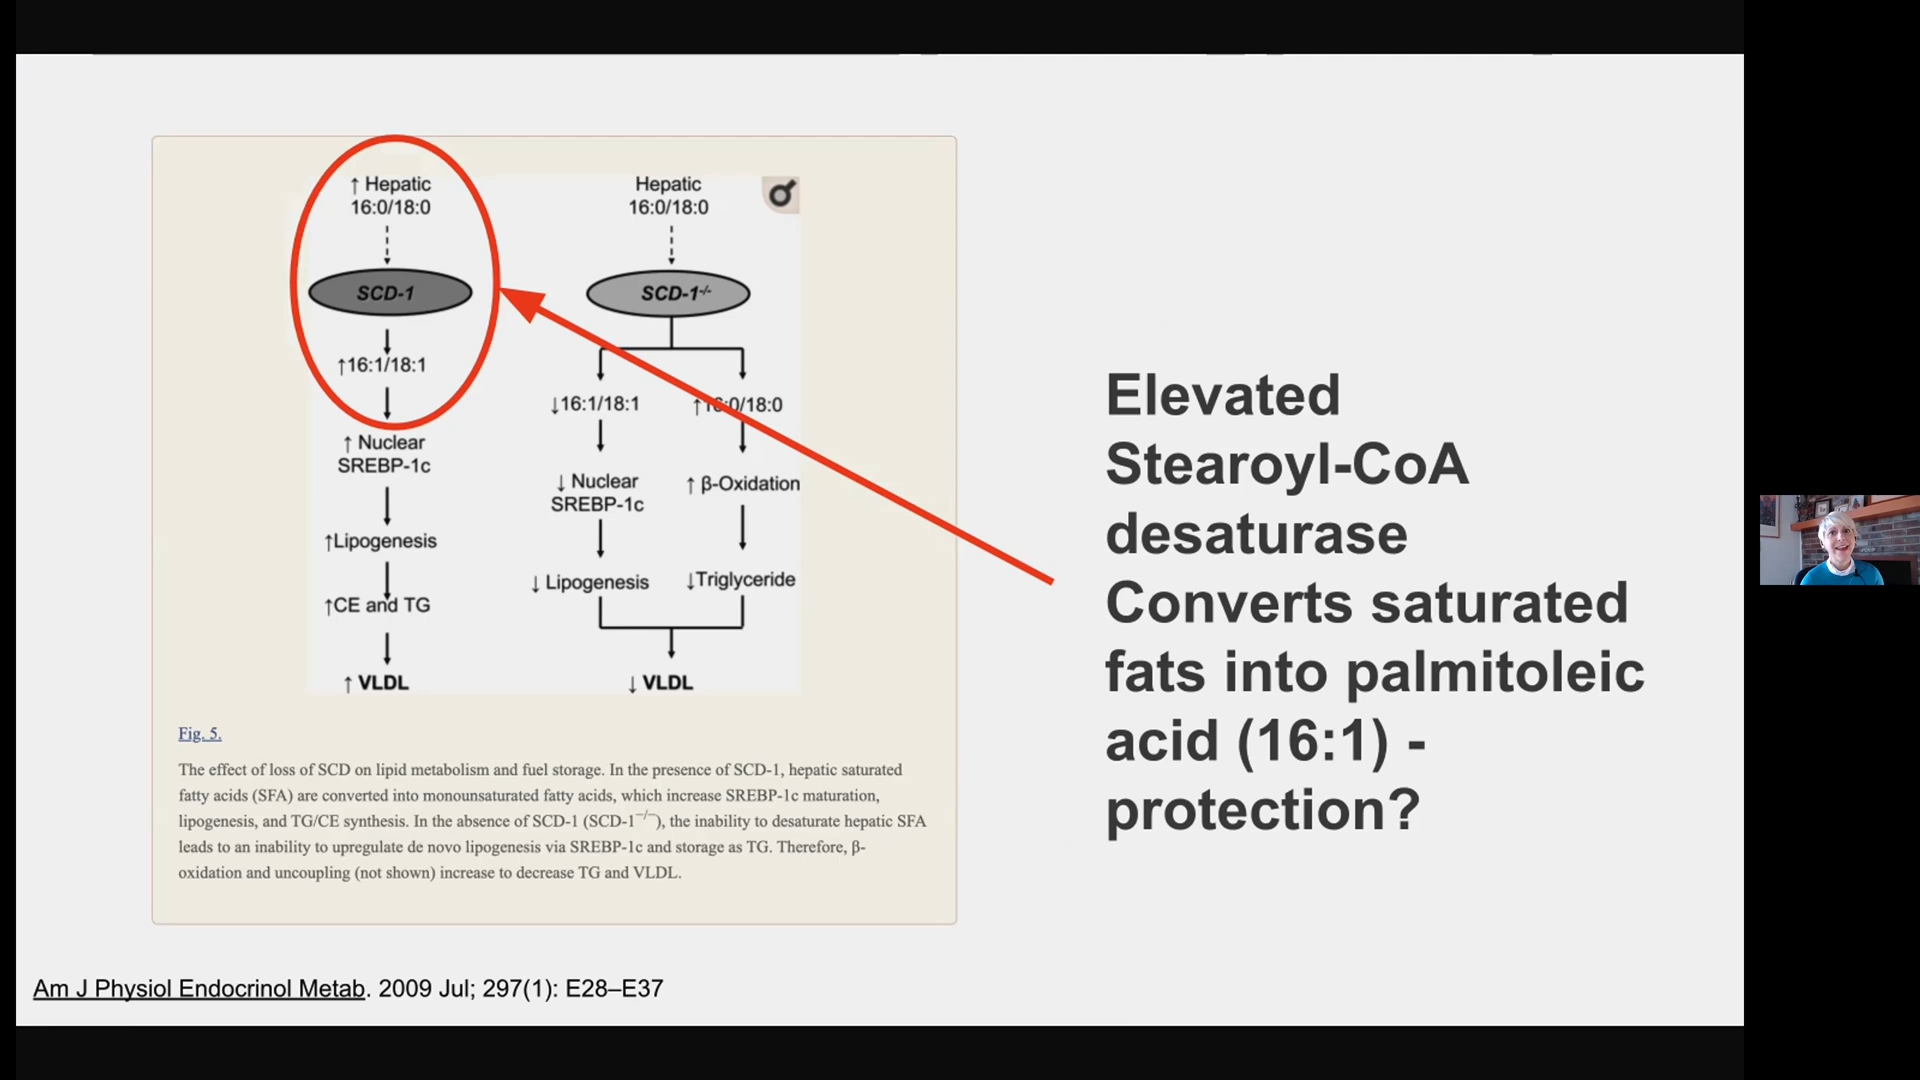 ↑ Hepatic
16:0/18:0
SCD-1
↑16:1/18:1
↑ Nuclear
SREBP-1c
↑Lipogenesis
↑CE and TG
↑ VLDL
Hepatic
16:0/18:0
SCD-1-/-
↓16:1/18:1
↓ Nuclear
SREBP-1c
↓ Lipogenesis
↑16:0/18:0
↑ β-Oxidation
↓Triglyceride
↓ VLDL
Fig. 5.
The effect of loss of SCD on lipid metabolism and fuel storage. In the presence of SCD-1, hepatic saturated
fatty acids (SFA) are converted into monounsaturated fatty acids, which increase SREBP-1c maturation,
lipogenesis, and TG/CE synthesis. In the absence of SCD-1 (SCD-1−/−), the inability to desaturate hepatic SFA
leads to an inability to upregulate de novo lipogenesis via SREBP-1c and storage as TG. Therefore, β-
oxidation and uncoupling (not shown) increase to decrease TG and VLDL.
Elevated
Stearoyl-CoA
desaturase
Converts saturated
fats into palmitoleic
acid (16:1) -
protection?
Am J Physiol Endocrinol Metab. 2009 Jul; 297(1): E28–E37